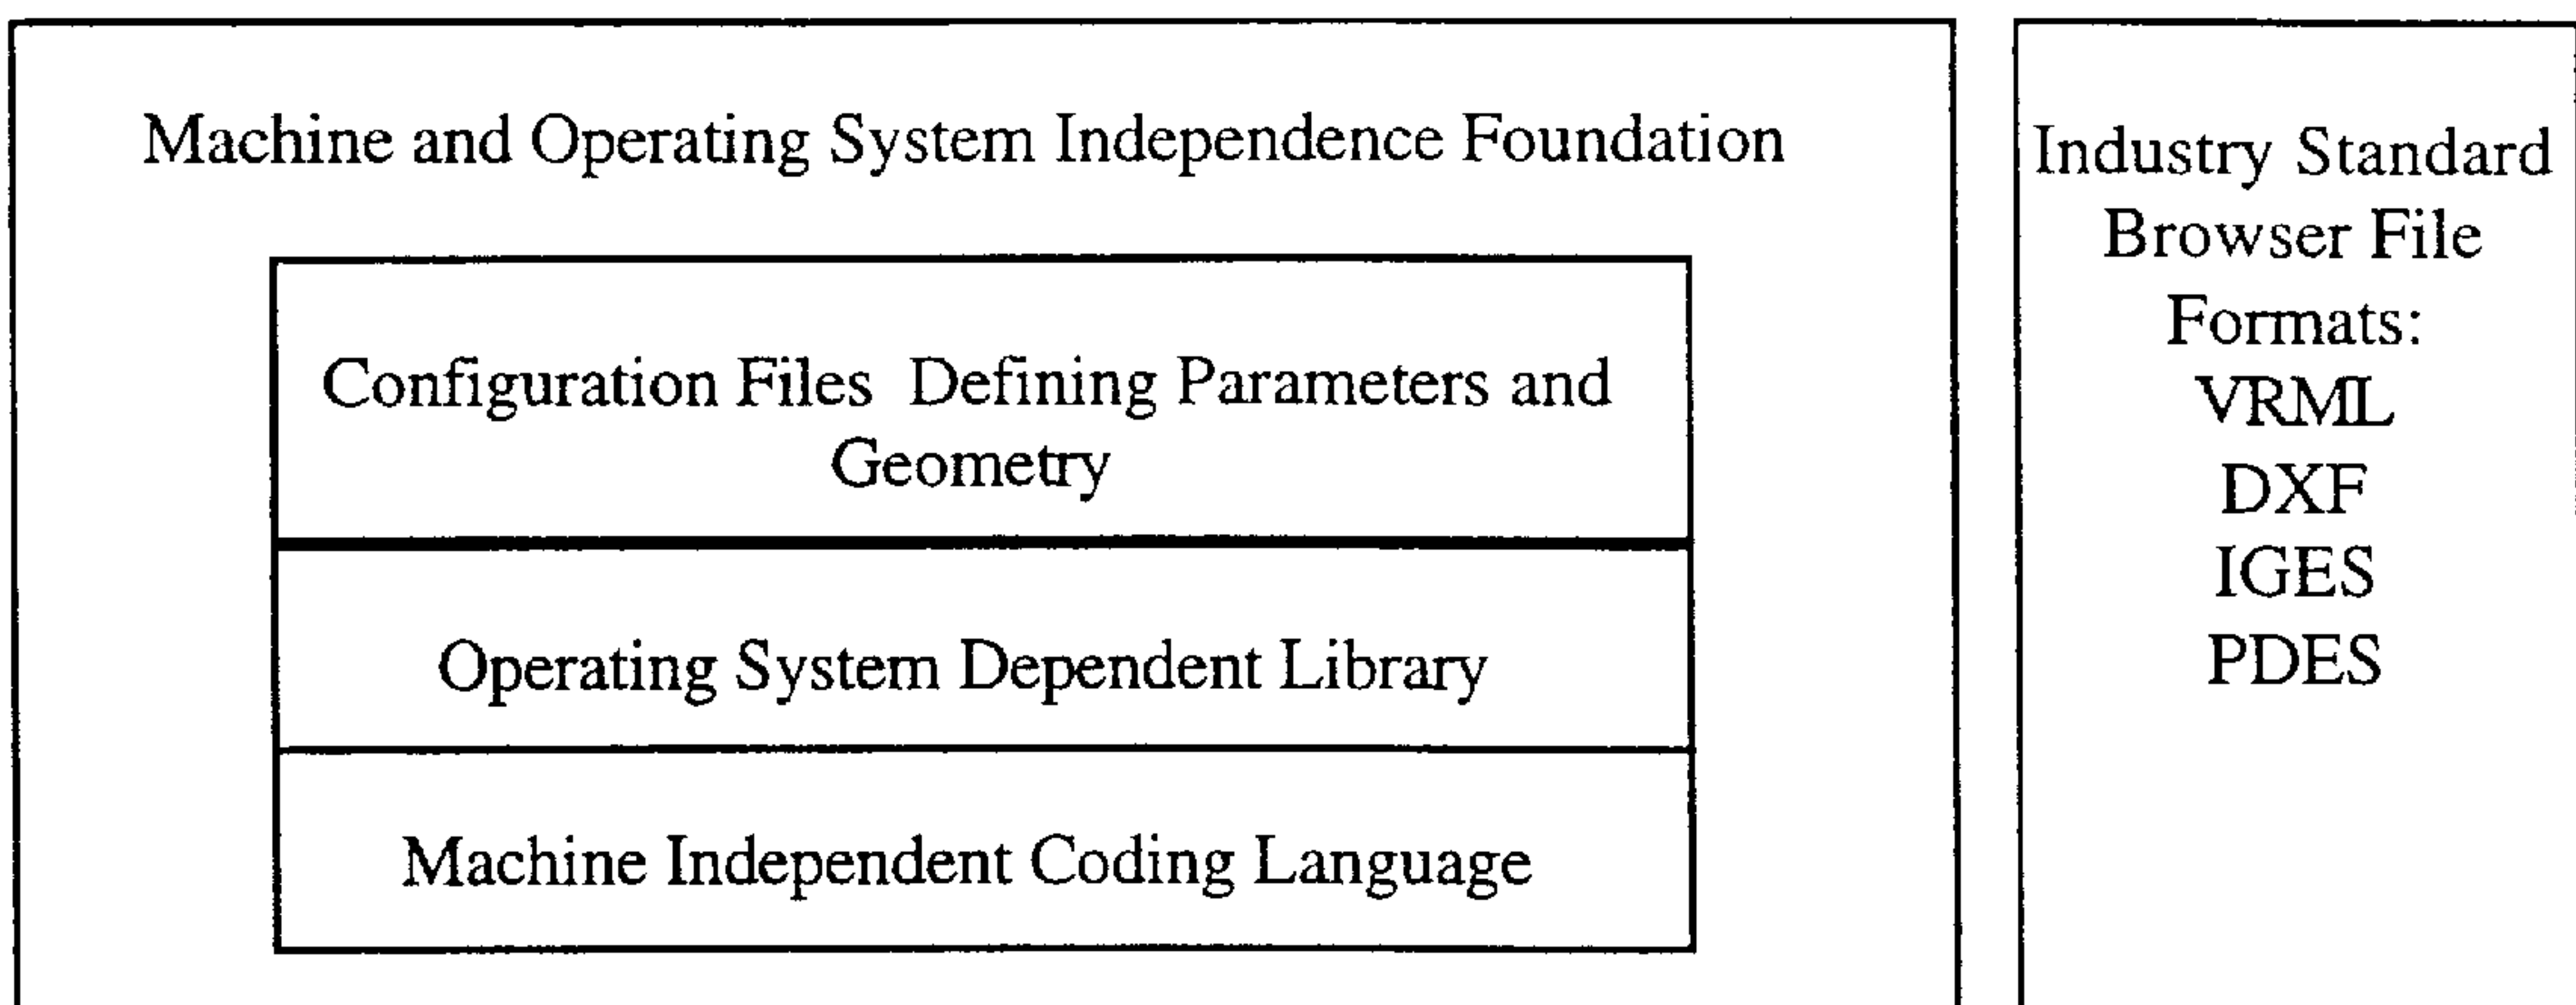 Machine and Operating System Independence Foundation
Configuration Files Defining Parameters and
Geometry
Operating System Dependent Library
Machine Independent Coding Language
Industry Standard
Browser File
Formats:
VRML
DXF
IGES
PDES